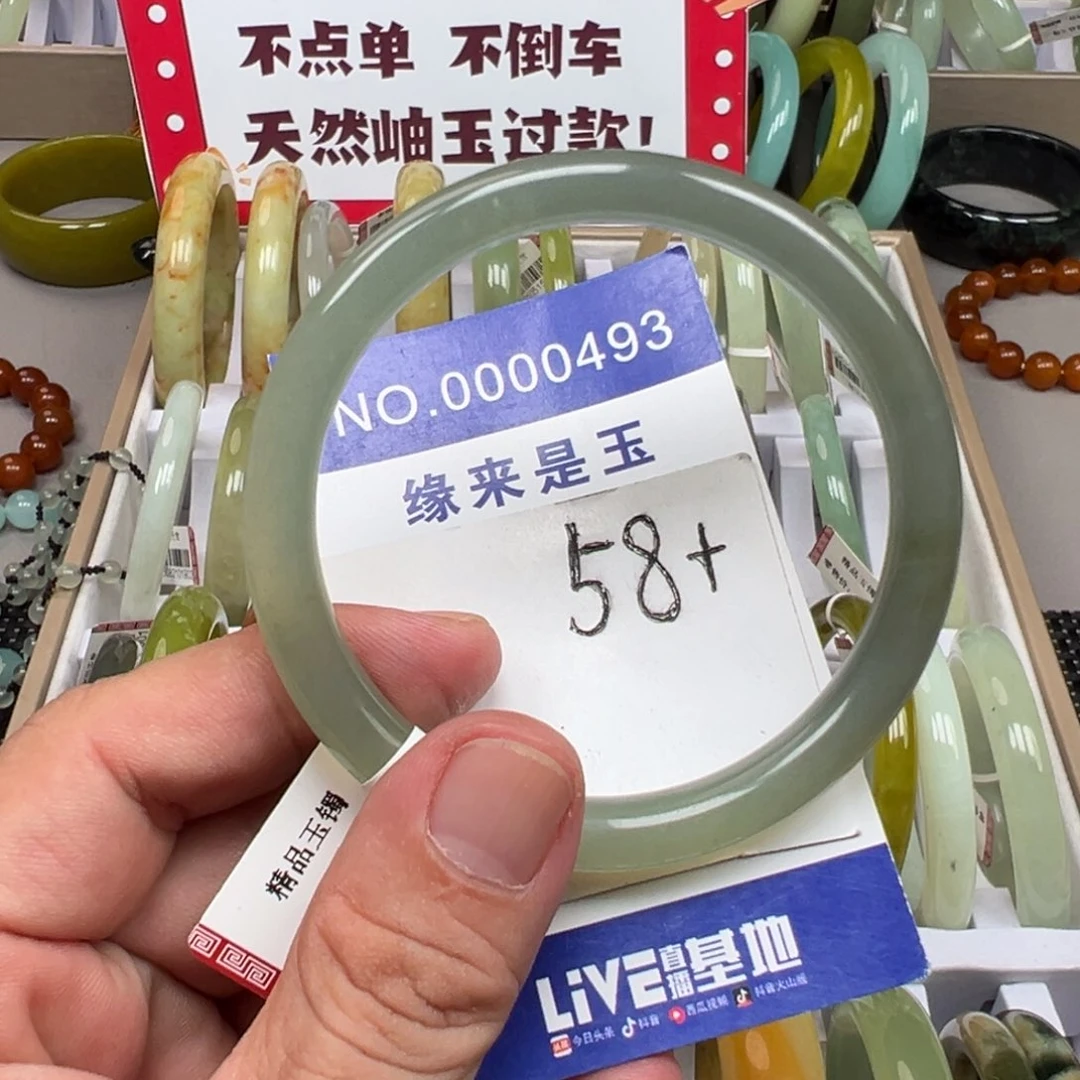 不点单 不倒车
天然岫玉过款!
NO.0000493
缘来是玉
58+
精品玉镯
LiVE直播基地
今日头条 抖音 西瓜视频 抖音火山版